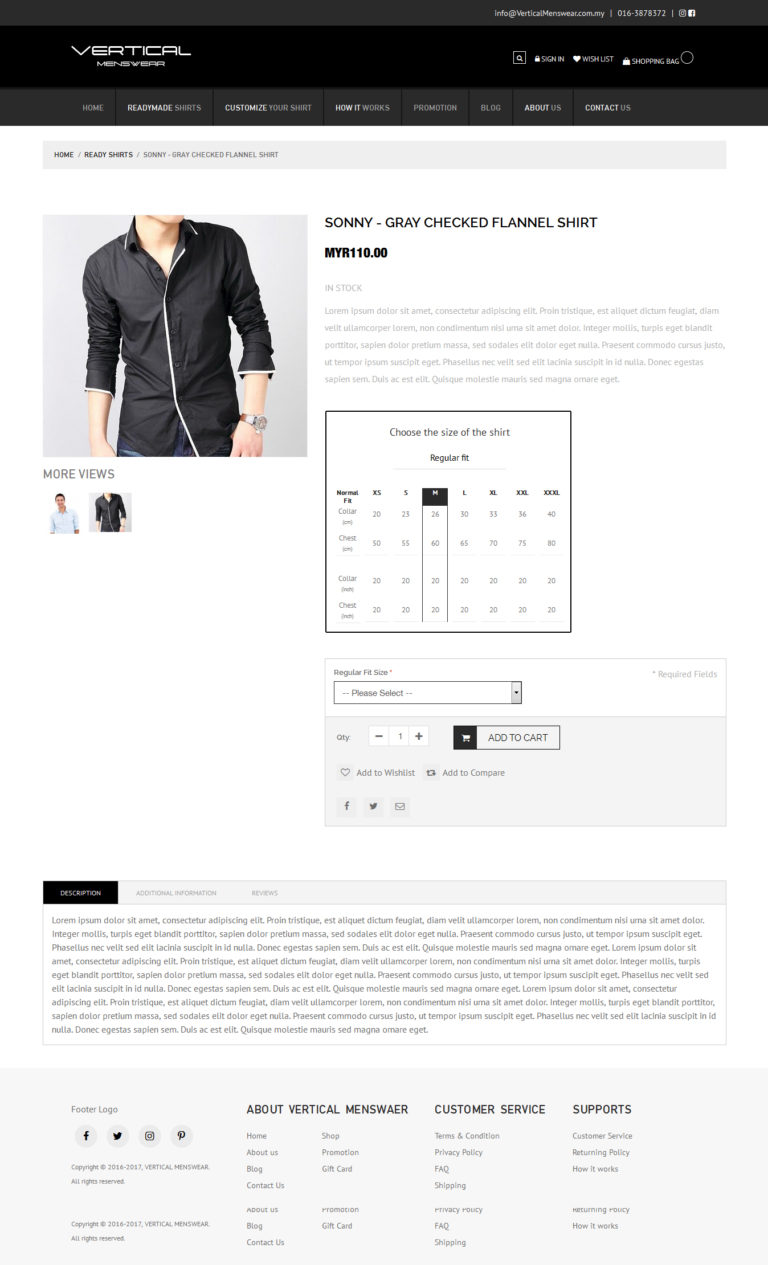 info@VerticalMenswear.com.my | 016-3878372 |
VERTICAL
MENSWEAR
SIGN IN WISH LIST SHOPPING BAG
HOME READYMADE SHIRTS CUSTOMIZE YOUR SHIRT HOW IT WORKS PROMOTION BLOG ABOUT US CONTACT US
HOME / READY SHIRTS / SONNY - GRAY CHECKED FLANNEL SHIRT
SONNY - GRAY CHECKED FLANNEL SHIRT
MYR110.00
IN STOCK
Lorem ipsum dolor sit amet, consectetur adipiscing elit. Proin tristique, est aliquet dictum feugiat, diam
velit ullamcorper lorem, non condimentum nisi urna sit amet dolor. Integer mollis, turpis eget blandit
porttitor, sapien dolor pretium massa, sed sodales elit dolor eget nulla. Praesent commodo cursus justo,
ut tempor ipsum suscipit eget. Phasellus nec velit sed elit lacinia suscipit in id nulla. Donec egestas
sapien sem. Duis ac est elit. Quisque molestie mauris sed magna ornare eget.
MORE VIEWS
Choose the size of the shirt
Regular fit
Normal Fit XS S M L XL XXL XXXL
Collar (cm) 20 23 26 30 33 36 40
Chest (cm) 50 55 60 65 70 75 80
Collar (Inch) 20 20 20 20 20 20 20
Chest (Inch) 20 20 20 20 20 20 20
Regular Fit Size *
* Required Fields
-- Please Select --
Qty: 1 ADD TO CART
Add to Wishlist Add to Compare
DESCRIPTION ADDITIONAL INFORMATION REVIEWS
Lorem ipsum dolor sit amet, consectetur adipiscing elit. Proin tristique, est aliquet dictum feugiat, diam velit ullamcorper lorem, non condimentum nisi urna sit amet dolor.
Integer mollis, turpis eget blandit porttitor, sapien dolor pretium massa, sed sodales elit dolor eget nulla. Praesent commodo cursus justo, ut tempor ipsum suscipit eget.
Phasellus nec velit sed elit lacinia suscipit in id nulla. Donec egestas sapien sem. Duis ac est elit. Quisque molestie mauris sed magna ornare eget. Lorem ipsum dolor sit
amet, consectetur adipiscing elit. Proin tristique, est aliquet dictum feugiat, diam velit ullamcorper lorem, non condimentum nisi urna sit amet dolor. Integer mollis, turpis
eget blandit porttitor, sapien dolor pretium massa, sed sodales elit dolor eget nulla. Praesent commodo cursus justo, ut tempor ipsum suscipit eget. Phasellus nec velit sed
elit lacinia suscipit in id nulla. Donec egestas sapien sem. Duis ac est elit. Quisque molestie mauris sed magna ornare eget. Lorem ipsum dolor sit amet, consectetur
adipiscing elit. Proin tristique, est aliquet dictum feugiat, diam velit ullamcorper lorem, non condimentum nisi urna sit amet dolor. Integer mollis, turpis eget blandit porttitor,
sapien dolor pretium massa, sed sodales elit dolor eget nulla. Praesent commodo cursus justo, ut tempor ipsum suscipit eget. Phasellus nec velit sed elit lacinia suscipit in id
nulla. Donec egestas sapien sem. Duis ac est elit. Quisque molestie mauris sed magna ornare eget.
Footer Logo ABOUT VERTICAL MENSWAER CUSTOMER SERVICE SUPPORTS
Home Shop Terms & Condition Customer Service
About us Promotion Privacy Policy Returning Policy
Copyright © 2016-2017, VERTICAL MENSWEAR. Blog Gift Card FAQ How it works
All rights reserved. Contact Us Shipping
About us Promotion Privacy Policy Returning Policy
Copyright © 2016-2017, VERTICAL MENSWEAR. Blog Gift Card FAQ How it works
All rights reserved. Contact Us Shipping